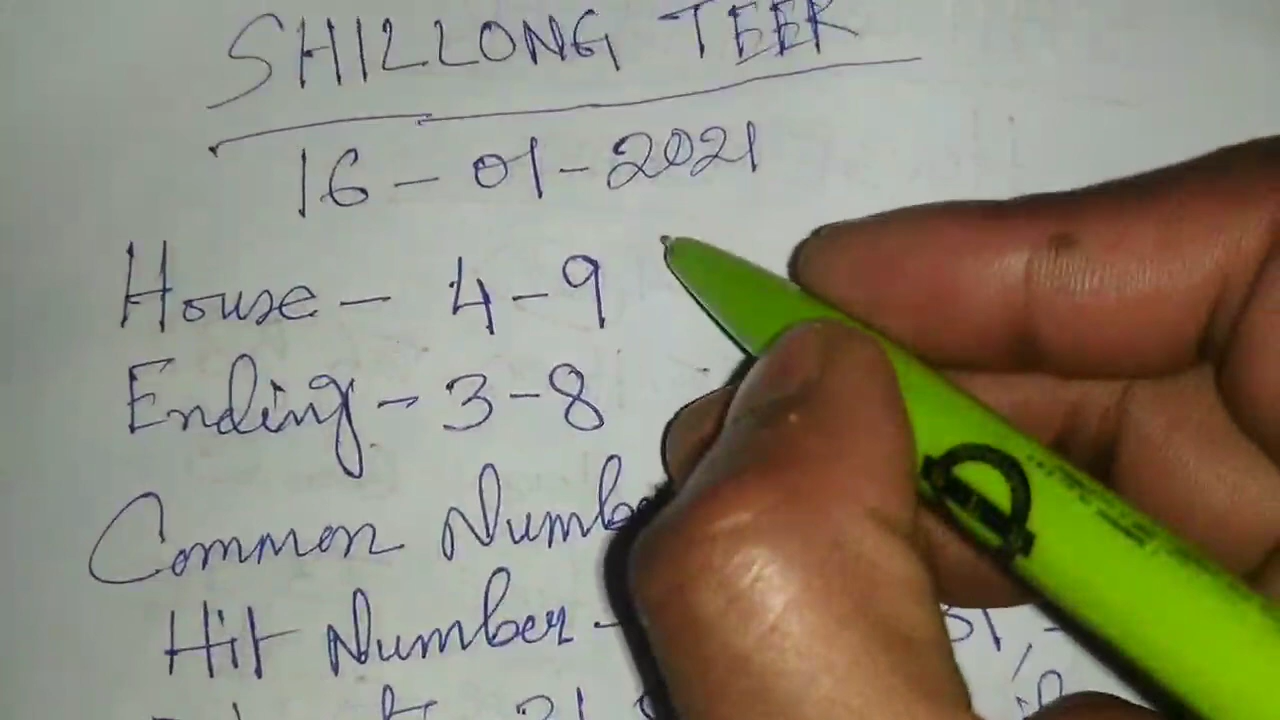 SHILLONG TEER
16-01-2021
House - 4-9
Ending - 3-8
Common
Hit Number -